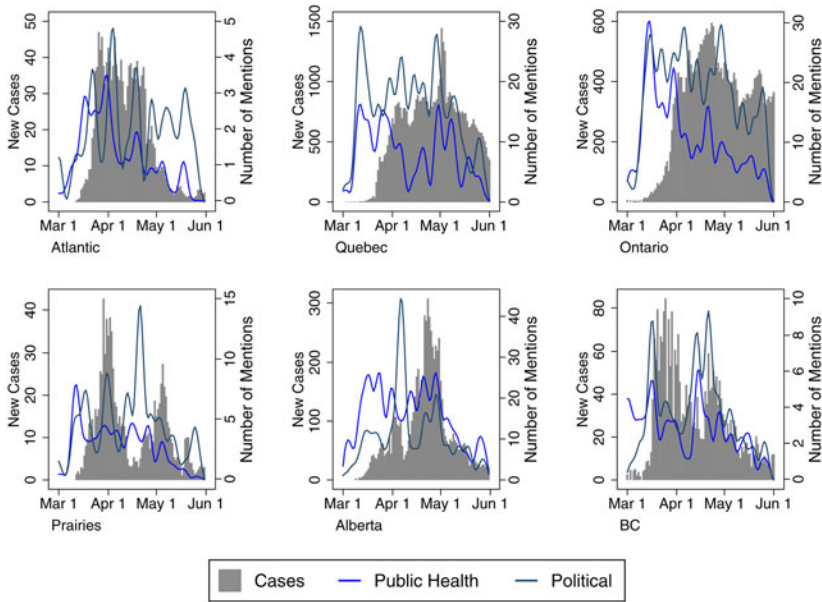 New Cases
50
40
30
20
10
0
5
4
3
2
1
0
Number of Mentions
Mar 1 Apr 1 May 1 Jun 1
Atlantic
New Cases
1500
1000
500
0
30
20
10
0
Number of Mentions
Mar 1 Apr 1 May 1 Jun 1
Quebec
New Cases
600
400
200
0
30
20
10
0
Number of Mentions
Mar 1 Apr 1 May 1 Jun 1
Ontario
New Cases
40
30
20
10
0
15
10
5
0
Number of Mentions
Mar 1 Apr 1 May 1 Jun 1
Prairies
New Cases
300
200
100
0
40
30
20
10
0
Number of Mentions
Mar 1 Apr 1 May 1 Jun 1
Alberta
New Cases
80
60
40
20
0
10
8
6
4
2
0
Number of Mentions
Mar 1 Apr 1 May 1 Jun 1
BC
Cases Public Health Political